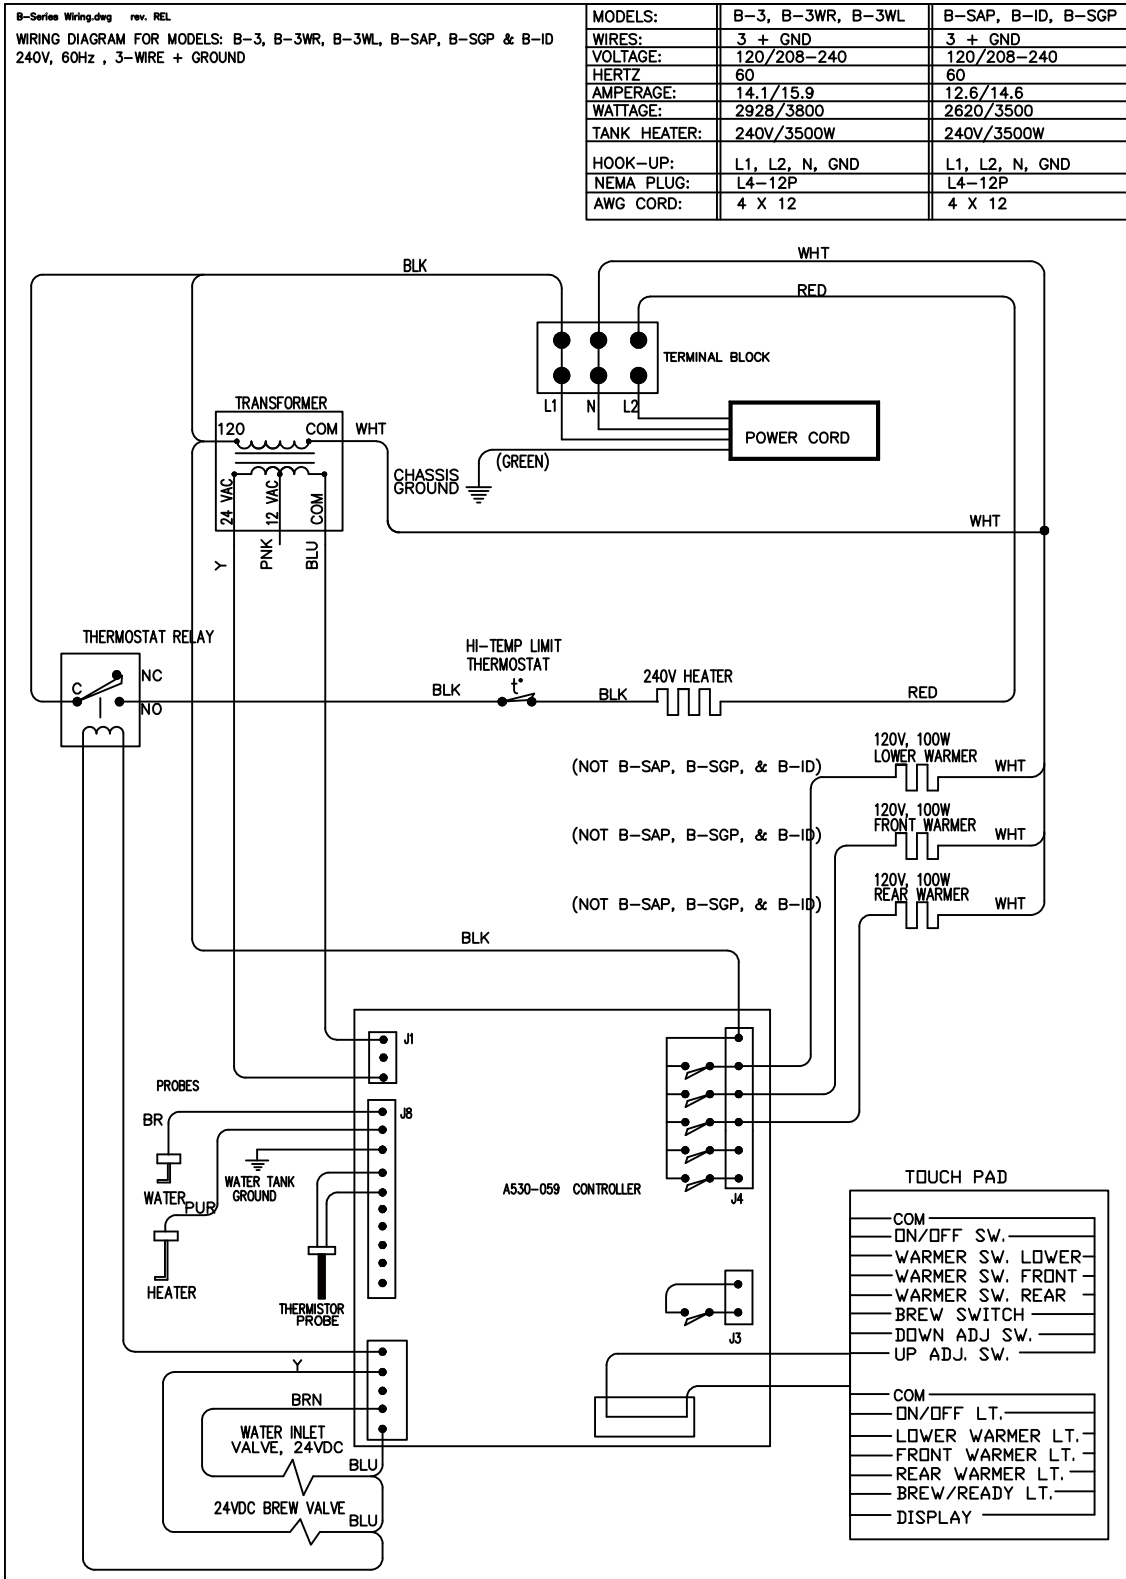 B-Series Wiring.dwg rev. REL
WIRING DIAGRAM FOR MODELS: B-3, B-3WR, B-3WL, B-SAP, B-SGP & B-ID
240V, 60Hz , 3-WIRE + GROUND
MODELS: B-3, B-3WR, B-3WL B-SAP, B-ID, B-SGP
WIRES: 3 + GND 3 + GND
VOLTAGE: 120/208-240 120/208-240
HERTZ 60 60
AMPERAGE: 14.1/15.9 12.6/14.6
WATTAGE: 2928/3800 2620/3500
TANK HEATER: 240V/3500W 240V/3500W
HOOK-UP: L1, L2, N, GND L1, L2, N, GND
NEMA PLUG: L4-12P L4-12P
AWG CORD: 4 X 12 4 X 12
WHT
BLK
RED
TERMINAL BLOCK
L1 N L2
POWER CORD
(GREEN)
CHASSIS
GROUND
TRANSFORMER
120 COM WHT
24 VAC 12 VAC COM
Y PNK BLU
WHT
THERMOSTAT RELAY
NC
C
NO
HI-TEMP LIMIT
THERMOSTAT
t°
BLK
BLK
240V HEATER
RED
120V, 100W
LOWER WARMER
(NOT B-SAP, B-SGP, & B-ID)
WHT
120V, 100W
FRONT WARMER
(NOT B-SAP, B-SGP, & B-ID)
WHT
120V, 100W
REAR WARMER
(NOT B-SAP, B-SGP, & B-ID)
WHT
BLK
J1
PROBES
J8
BR
WATER
PUR
WATER TANK
GROUND
HEATER
THERMISTOR
PROBE
A530-059 CONTROLLER
J4
J3
TOUCH PAD
COM
ON/OFF SW.
WARMER SW. LOWER
WARMER SW. FRONT
WARMER SW. REAR
BREW SWITCH
DOWN ADJ SW.
UP ADJ. SW.
COM
ON/OFF LT.
LOWER WARMER LT.
FRONT WARMER LT.
REAR WARMER LT.
BREW/READY LT.
DISPLAY
Y
BRN
WATER INLET
VALVE, 24VDC
BLU
24VDC BREW VALVE
BLU